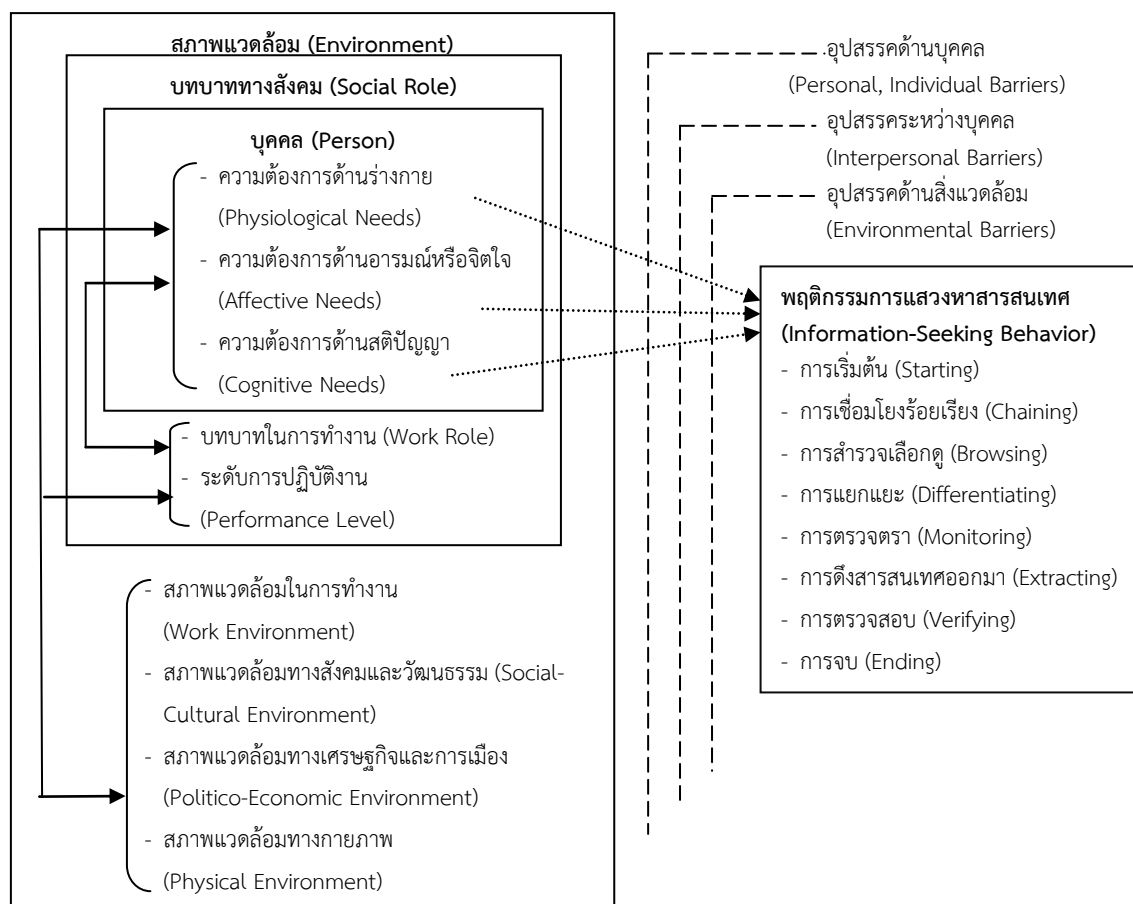 สภาพแวดล้อม (Environment)
บทบาททางสังคม (Social Role)
บุคคล (Person)
- ความต้องการด้านร่างกาย
(Physiological Needs)
- ความต้องการด้านอารมณ์หรือจิตใจ
(Affective Needs)
- ความต้องการด้านสติปัญญา
(Cognitive Needs)
- บทบาทในการทำงาน (Work Role)
- ระดับการปฏิบัติงาน
(Performance Level)
- สภาพแวดล้อมในการทำงาน
(Work Environment)
- สภาพแวดล้อมทางสังคมและวัฒนธรรม (Social-
Cultural Environment)
- สภาพแวดล้อมทางเศรษฐกิจและการเมือง
(Politico-Economic Environment)
- สภาพแวดล้อมทางกายภาพ
(Physical Environment)
อุปสรรคด้านบุคคล
(Personal, Individual Barriers)
อุปสรรคระหว่างบุคคล
(Interpersonal Barriers)
อุปสรรคด้านสิ่งแวดล้อม
(Environmental Barriers)
พฤติกรรมการแสวงหาสารสนเทศ
(Information-Seeking Behavior)
- การเริ่มต้น (Starting)
- การเชื่อมโยงร้อยเรียง (Chaining)
- การสำรวจเลือกดู (Browsing)
- การแยกแยะ (Differentiating)
- การตรวจตรา (Monitoring)
- การดึงสารสนเทศออกมา (Extracting)
- การตรวจสอบ (Verifying)
- การจบ (Ending)